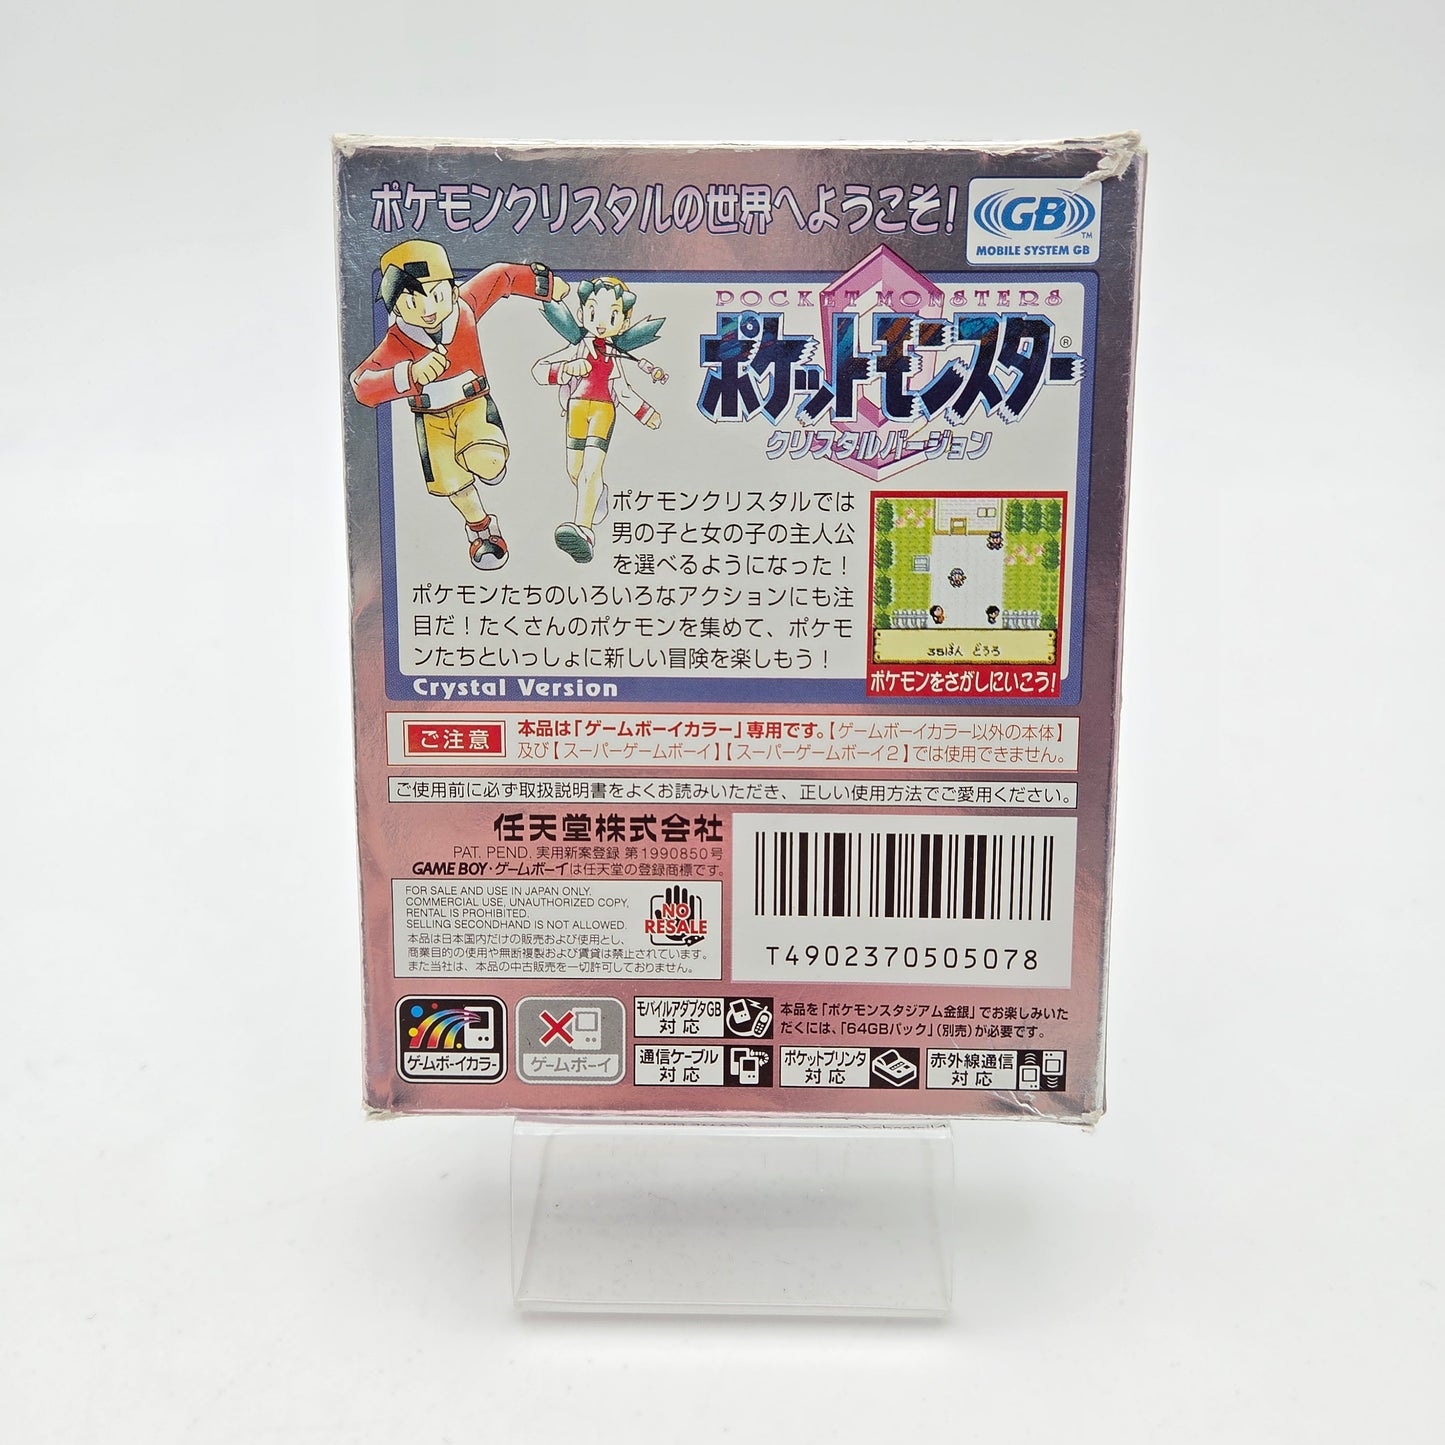 ポケモンクリスタルの世界へようこそ!
GB
TM
MOBILE SYSTEM GB
POCKET MONSTERS
ポケットモンスター®
クリスタルバージョン
ポケモンクリスタルでは
男の子と女の子の主人公
を選べるようになった!
ポケモンたちのいろいろなアクションにも注
目だ!たくさんのポケモンを集めて、ポケモ
ンたちといっしょに新しい冒険を楽しもう!
35ばん どうろ
ポケモンをさがしにいこう!
Crystal Version
ご注意
本品は「ゲームボーイカラー」専用です。【ゲームボーイカラー以外の本体】
及び【スーパーゲームボーイ】【スーパーゲームボーイ2】では使用できません。
ご使用前に必ず取扱説明書をよくお読みいただき、正しい使用方法でご愛用ください。
任天堂株式会社
PAT. PEND. 実用新案登録 第1990850号
GAME BOY・ゲームボーイは任天堂の登録商標です。
FOR SALE AND USE IN JAPAN ONLY.
COMMERCIAL USE, UNAUTHORIZED COPY,
RENTAL IS PROHIBITED.
SELLING SECONDHAND IS NOT ALLOWED.
本品は日本国内だけの販売および使用とし、
商業目的の使用や無断複製および賃貸は禁止されています。
また当社は、本品の中古販売を一切許可しておりません。
NO
RESALE
T4902370505078
ゲームボーイカラー
ゲームボーイ
モバイルアダプタGB
対応
本品を「ポケモンスタジアム金銀」でお楽しみいた
だくには、「64GBパック」(別売)が必要です。
通信ケーブル
対応
ポケットプリンタ
対応
赤外線通信
対応